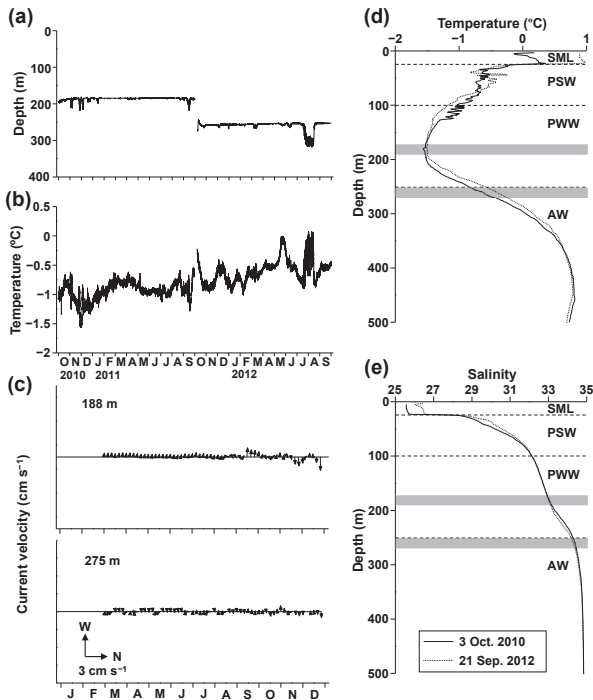 (a)
0
100
200
300
400
Depth (m)
(b)
0.5
0
−0.5
−1
−1.5
−2
Temperature (°C)
O N D J F M A M J J A S O N D J F M A M J J A S
2010 2011 2012
(c)
188 m
275 m
Current velocity (cm s⁻¹)
W
N
3 cm s⁻¹
J F M A M J J A S O N D
(d)
Temperature (°C)
−2 −1 0 1
0
100
200
300
400
500
Depth (m)
SML
PSW
PWW
AW
(e)
Salinity
25 27 29 31 33 35
0
100
200
300
400
500
Depth (m)
SML
PSW
PWW
AW
3 Oct. 2010
21 Sep. 2012